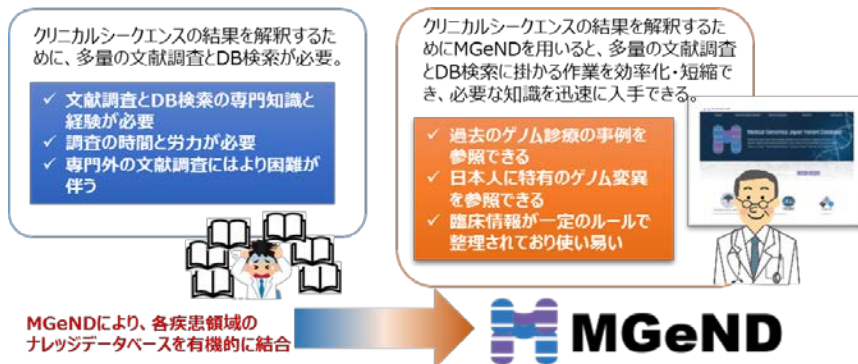 クリニカルシークエンスの結果を解釈するた
めに、多量の文献調査とDB検索が必要。
✓ 文献調査とDB検索の専門知識と
経験が必要
✓ 調査の時間と労力が必要
✓ 専門外の文献調査にはより困難が
伴う
クリニカルシークエンスの結果を解釈するた
めにMGeNDを用いると、多量の文献調査
とDB検索に掛かる作業を効率化・短縮で
き、必要な知識を迅速に入手できる。
✓ 過去のゲノム診療の事例を
参照できる
✓ 日本人に特有のゲノム変異
を参照できる
✓ 臨床情報が一定のルールで
整理されており使い易い
Medical Genomics Japan Variant Database
MGeNDにより、各疾患領域の
ナレッジデータベースを有機的に結合
MGeND